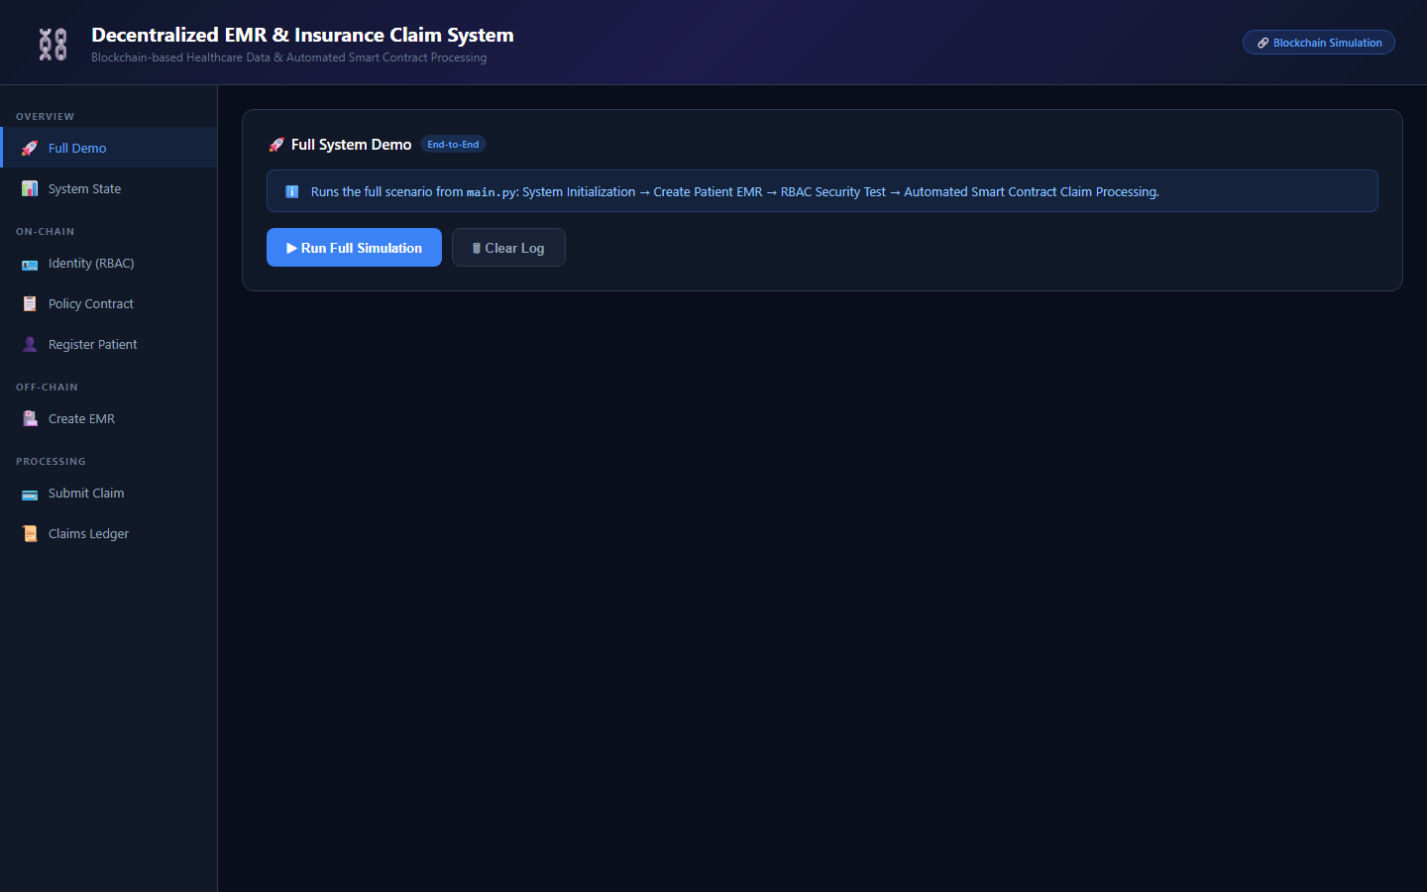 Decentralized EMR & Insurance Claim System
Blockchain-based Healthcare Data & Automated Smart Contract Processing
Blockchain Simulation
OVERVIEW
Full Demo
System State
ON-CHAIN
Identity (RBAC)
Policy Contract
Register Patient
OFF-CHAIN
Create EMR
PROCESSING
Submit Claim
Claims Ledger
Full System Demo End-to-End
Runs the full scenario from main.py: System Initialization → Create Patient EMR → RBAC Security Test → Automated Smart Contract Claim Processing.
▶ Run Full Simulation
Clear Log